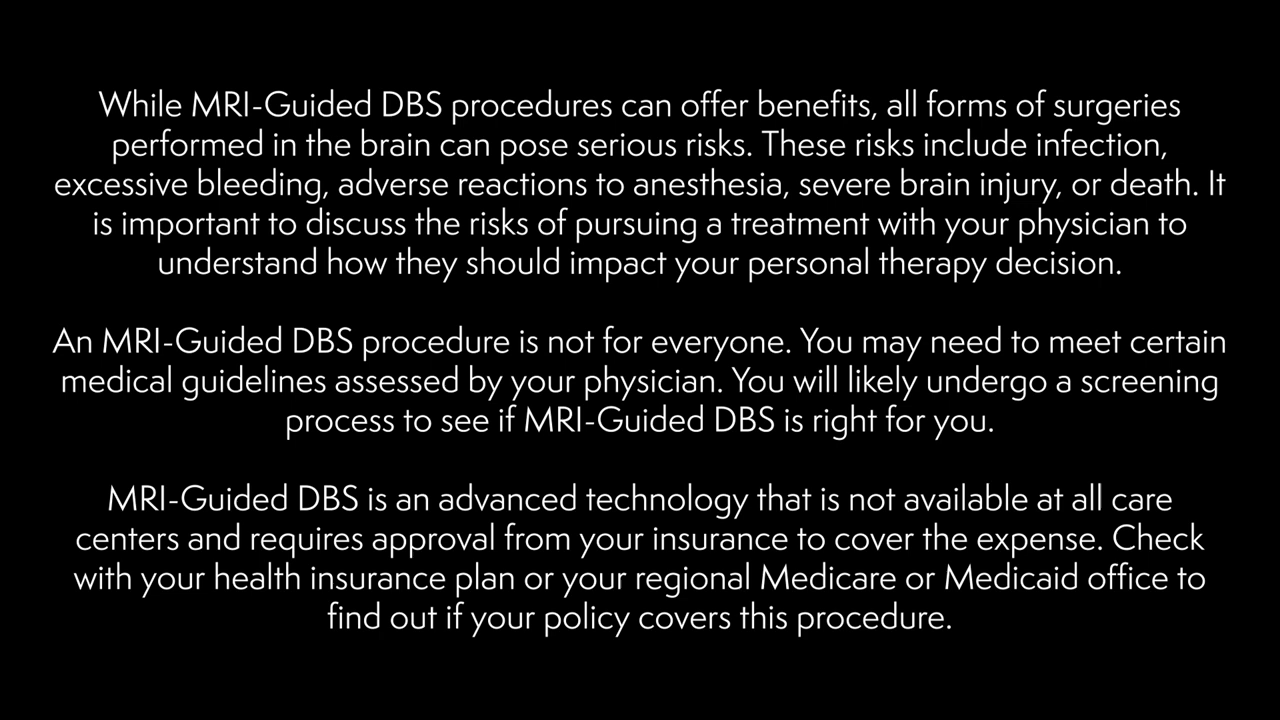 While MRI-Guided DBS procedures can offer benefits, all forms of surgeries
performed in the brain can pose serious risks. These risks include infection,
excessive bleeding, adverse reactions to anesthesia, severe brain injury, or death. It
is important to discuss the risks of pursuing a treatment with your physician to
understand how they should impact your personal therapy decision.
An MRI-Guided DBS procedure is not for everyone. You may need to meet certain
medical guidelines assessed by your physician. You will likely undergo a screening
process to see if MRI-Guided DBS is right for you.
MRI-Guided DBS is an advanced technology that is not available at all care
centers and requires approval from your insurance to cover the expense. Check
with your health insurance plan or your regional Medicare or Medicaid office to
find out if your policy covers this procedure.